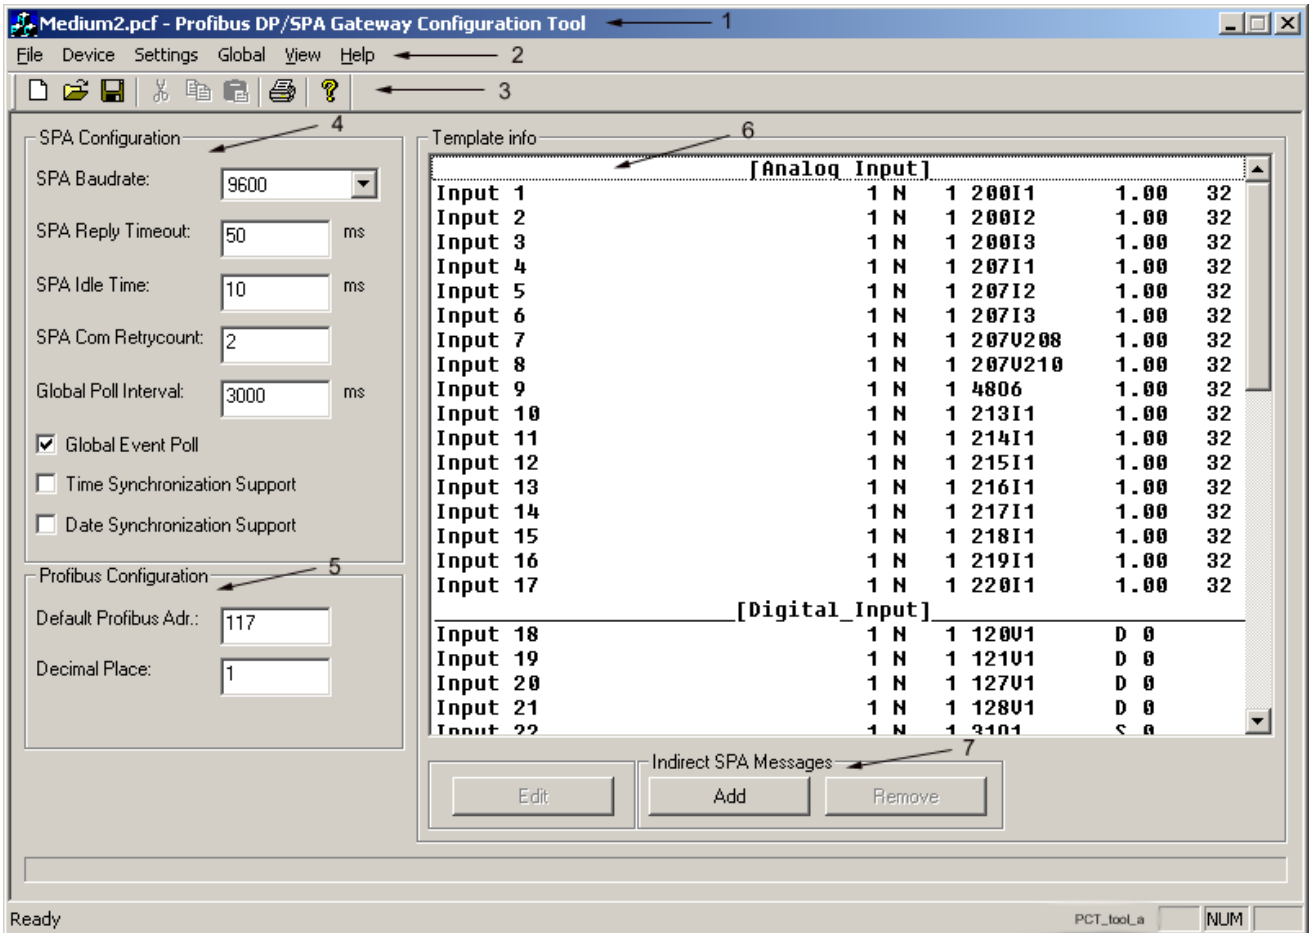 Medium2.pcf - Profibus DP/SPA Gateway Configuration Tool 1
File Device Settings Global View Help 2
3
SPA Configuration 4
SPA Baudrate: 9600
SPA Reply Timeout: 50 ms
SPA Idle Time: 10 ms
SPA Com Retrycount: 2
Global Poll Interval: 3000 ms
Global Event Poll
Time Synchronization Support
Date Synchronization Support
Profibus Configuration 5
Default Profibus Adr.: 117
Decimal Place: 1
Template info 6
[Analog_Input]
Input 1 1 N 1 200I1 1.00 32
Input 2 1 N 1 200I2 1.00 32
Input 3 1 N 1 200I3 1.00 32
Input 4 1 N 1 207I1 1.00 32
Input 5 1 N 1 207I2 1.00 32
Input 6 1 N 1 207I3 1.00 32
Input 7 1 N 1 207V208 1.00 32
Input 8 1 N 1 207V210 1.00 32
Input 9 1 N 1 48O6 1.00 32
Input 10 1 N 1 213I1 1.00 32
Input 11 1 N 1 214I1 1.00 32
Input 12 1 N 1 215I1 1.00 32
Input 13 1 N 1 216I1 1.00 32
Input 14 1 N 1 217I1 1.00 32
Input 15 1 N 1 218I1 1.00 32
Input 16 1 N 1 219I1 1.00 32
Input 17 1 N 1 220I1 1.00 32
[Digital_Input]
Input 18 1 N 1 120V1 D 0
Input 19 1 N 1 121V1 D 0
Input 20 1 N 1 127V1 D 0
Input 21 1 N 1 128V1 D 0
Input 22 1 N 1 31O1 S 0
Indirect SPA Messages 7
Edit Add Remove
Ready PCT_tool_a NUM